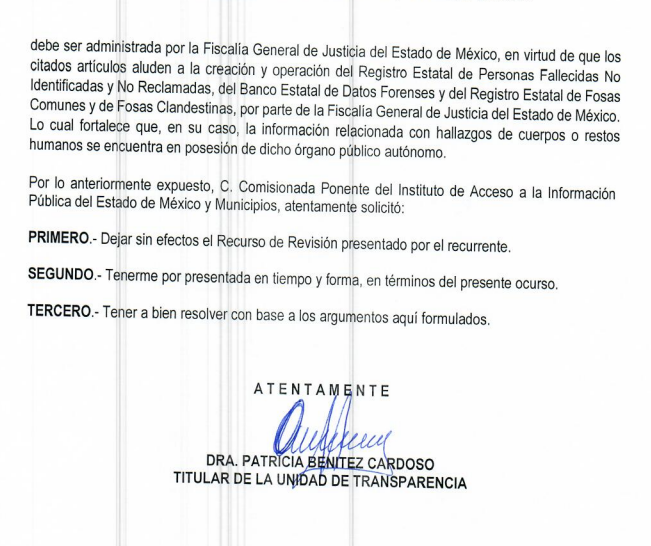 debe ser administrada por la Fiscalía General de Justicia del Estado de México, en virtud de que los
citados artículos aluden a la creación y operación del Registro Estatal de Personas Fallecidas No
Identificadas y No Reclamadas, del Banco Estatal de Datos Forenses y del Registro Estatal de Fosas
Comunes y de Fosas Clandestinas, por parte de la Fiscalía General de Justicia del Estado de México.
Lo cual fortalece que, en su caso, la información relacionada con hallazgos de cuerpos o restos
humanos se encuentra en posesión de dicho órgano público autónomo.
Por lo anteriormente expuesto, C. Comisionada Ponente del Instituto de Acceso a la Información
Pública del Estado de México y Municipios, atentamente solicitó:
PRIMERO.- Dejar sin efectos el Recurso de Revisión presentado por el recurrente.
SEGUNDO.- Tenerme por presentada en tiempo y forma, en términos del presente ocurso.
TERCERO.- Tener a bien resolver con base a los argumentos aquí formulados.
A T E N T A M E N T E
DRA. PATRICIA BENITEZ CARDOSO
TITULAR DE LA UNIDAD DE TRANSPARENCIA